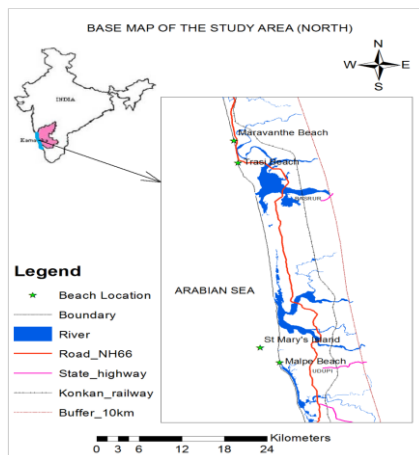 BASE MAP OF THE STUDY AREA (NORTH)
N
W E
S
INDIA
Maravanthe Beach
Trasi Beach
BASRUR
ARABIAN SEA
St Mary's Island
Malpe Beach
UDUPI
Legend
Beach Location
Boundary
River
Road_NH66
State_highway
Konkan_railway
Buffer_10km
Kilometers
0 3 6 12 18 24